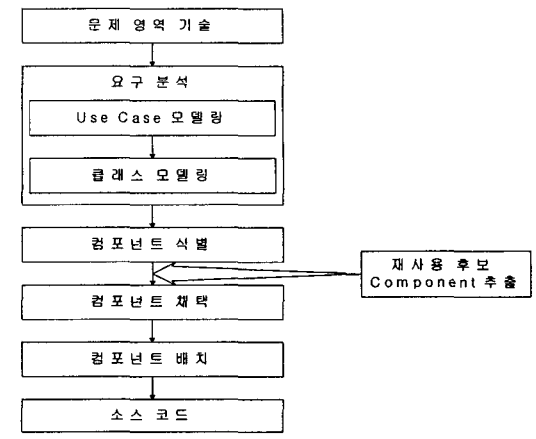 문제 영역 기술
요구 분석
Use Case 모델링
클래스 모델링
컴포넌트 식별
재사용 후보
Component 추출
컴포넌트 채택
컴포넌트 배치
소스 코드